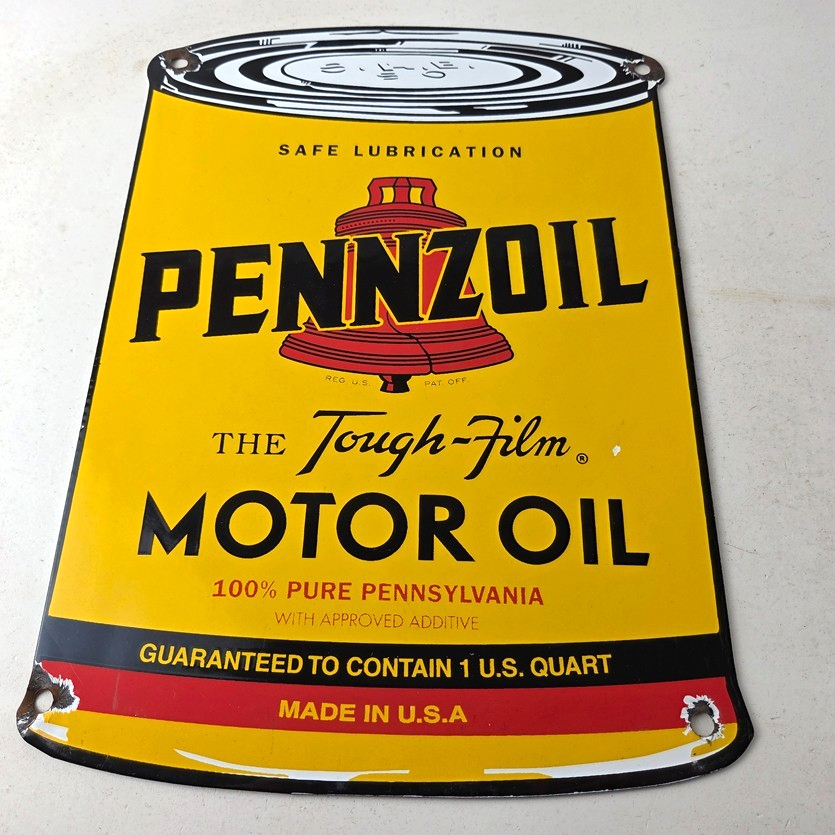 SAFE LUBRICATION
PENNZOIL
REG. U.S. PAT. OFF.
THE Tough-Film®
MOTOR OIL
100% PURE PENNSYLVANIA
WITH APPROVED ADDITIVE
GUARANTEED TO CONTAIN 1 U.S. QUART
MADE IN U.S.A